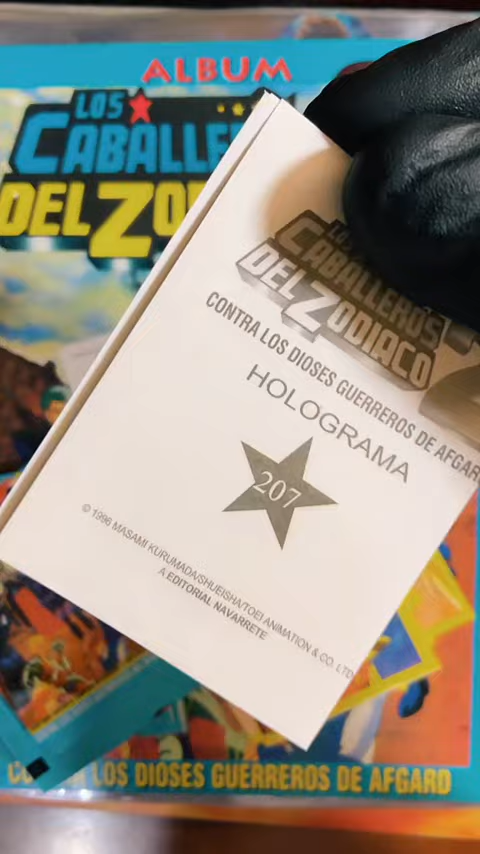 ALBUM
LOS
CABALLE
DEL ZO
LOS
CABALLEROS
DEL ZODIACO
CONTRA LOS DIOSES GUERREROS DE AFGAR
HOLOGRAMA
207
© 1996 MASAMI KURUMADA/SHUEISHA/TOEI ANIMATION & CO. LTD
A EDITORIAL NAVARRETE
LOS DIOSES GUERREROS DE AFGARD